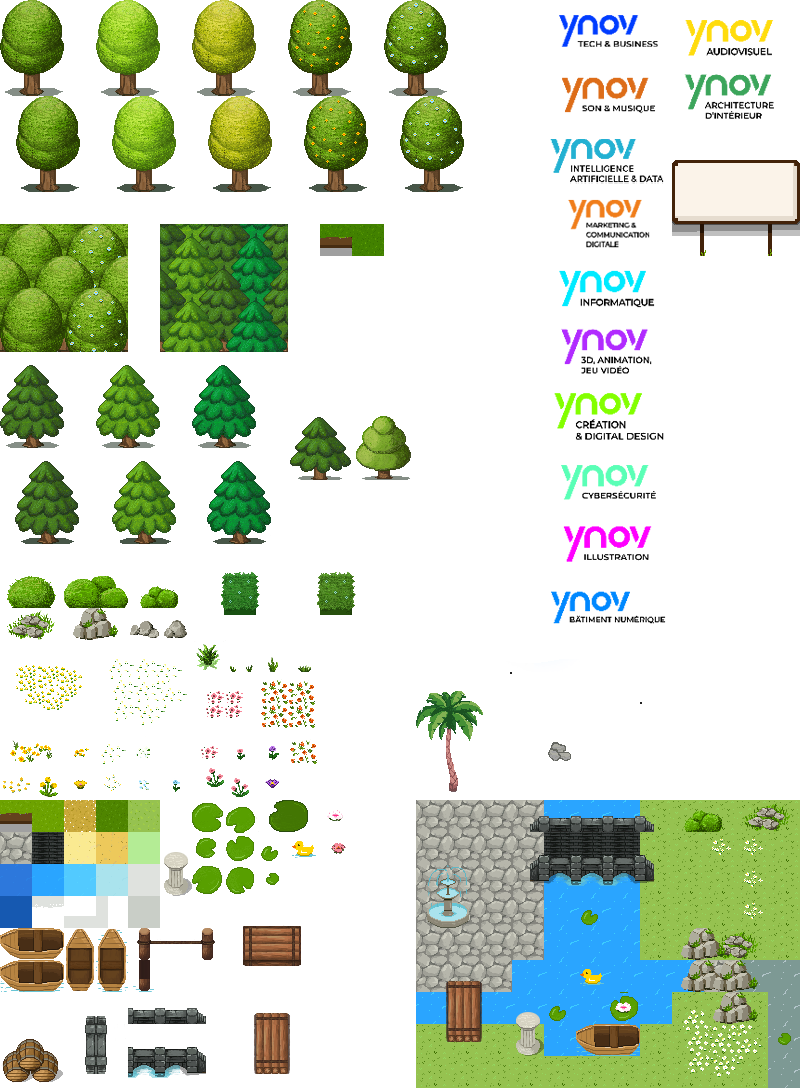 ynov
TECH & BUSINESS
ynov
AUDIOVISUEL
ynov
SON & MUSIQUE
ynov
ARCHITECTURE
D'INTÉRIEUR
ynov
INTELLIGENCE
ARTIFICIELLE & DATA
ynov
MARKETING &
COMMUNICATION
DIGITALE
ynov
INFORMATIQUE
ynov
3D, ANIMATION,
JEU VIDÉO
ynov
CRÉATION
& DIGITAL DESIGN
ynov
CYBERSÉCURITÉ
ynov
ILLUSTRATION
ynov
BÂTIMENT NUMÉRIQUE